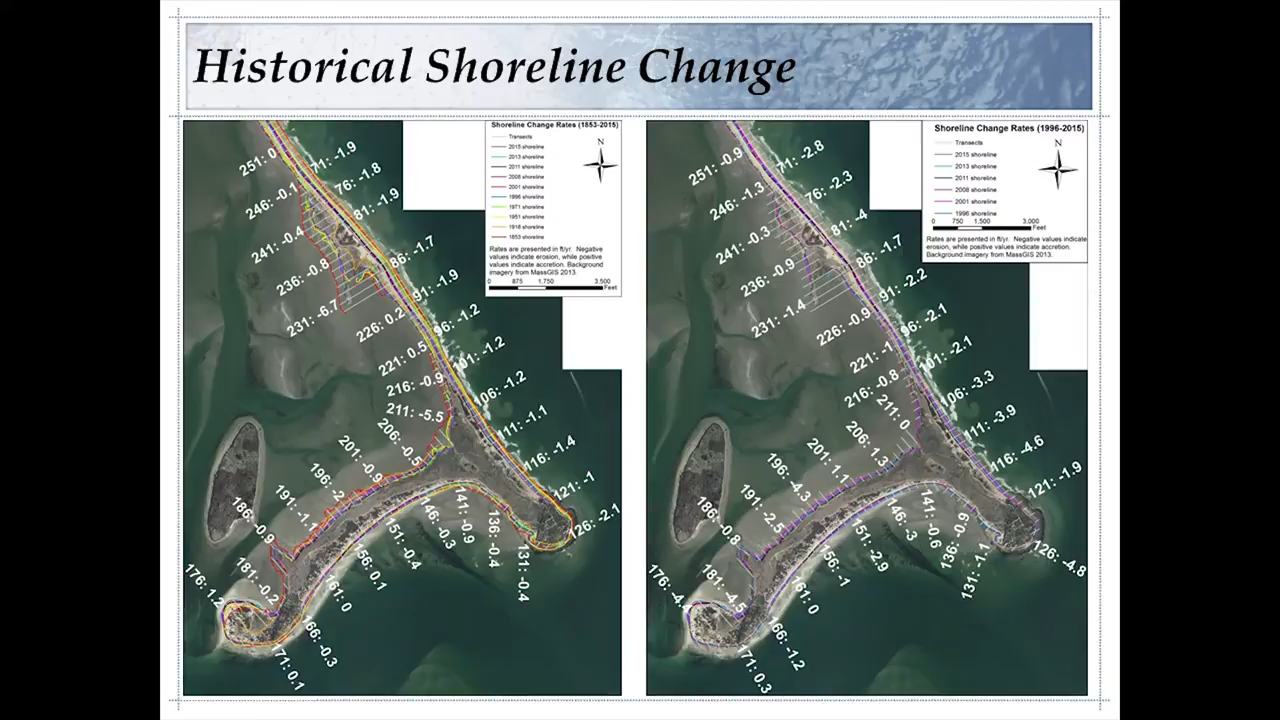 Historical Shoreline Change
Shoreline Change Rates (1853-2015)
Transects
2015 shoreline
2013 shoreline
2011 shoreline
2008 shoreline
2001 shoreline
1996 shoreline
1971 shoreline
1951 shoreline
1918 shoreline
1853 shoreline
N
Rates are presented in ft/yr. Negative
values indicate erosion, while positive
values indicate accretion. Background
imagery from MassGIS 2013.
0 875 1,750 3,500
Feet
251: 0
71: -1.9
246: -0.1
76: -1.8
81: -1.9
241: -0.4
86: -1.7
236: -0.8
91: -1.9
231: -6.7
226: 0.2
96: -1.2
221: 0.5
101: -1.2
216: -0.9
106: -1.2
211: -5.5
111: -1.1
206: -0.5
116: -1.4
201: -0.9
121: -1
196: -2
26: -2.1
191: -1.1
141: -0.9
186: -0.9
146: -0.3
136: -0.4
151: -0.4
131: -0.4
156: 0.1
181: -0.2
161: 0
176: 1.2
66: -0.3
171: 0.1
Shoreline Change Rates (1996-2015)
Transects
2015 shoreline
2013 shoreline
2011 shoreline
2008 shoreline
2001 shoreline
1996 shoreline
N
0 750 1,500 3,000
Feet
Rates are presented in ft/yr. Negative values indicate
erosion, while positive values indicate accretion.
Background imagery from MassGIS 2013.
251: -0.9
71: -2.8
246: -1.3
76: -2.3
81: -4
241: -0.3
86: -1.7
236: -0.9
91: -2.2
231: -1.4
226: -0.9
96: -2.1
221: -1
101: -2.1
216: -0.8
106: -3.3
211: 0
111: -3.9
206: 1.3
116: -4.6
201: 1.1
121: -1.9
196: -4.3
126: -4.8
191: -2.5
141: -0.6
186: -0.8
146: -3
136: -0.9
151: -2.9
131: -1.1
156: -1
181: -4.5
161: 0
166: -1.2
171: 0.3